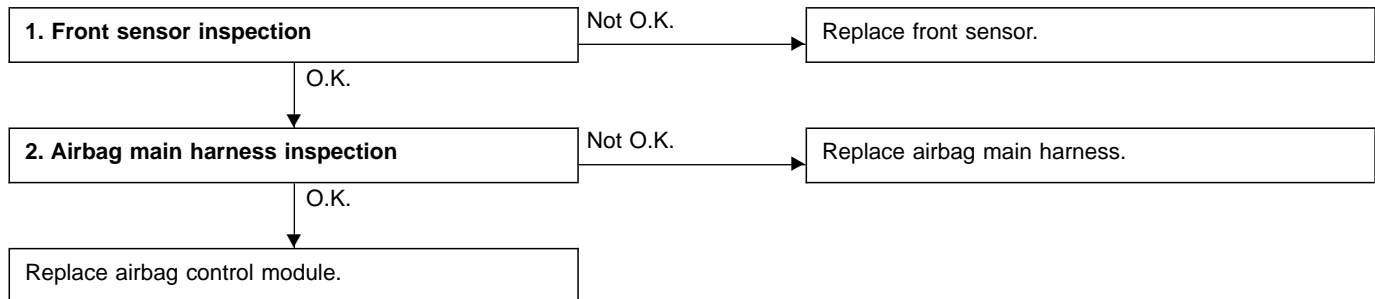 1. Front sensor inspection
Not O.K.
Replace front sensor.
O.K.
2. Airbag main harness inspection
Not O.K.
Replace airbag main harness.
O.K.
Replace airbag control module.